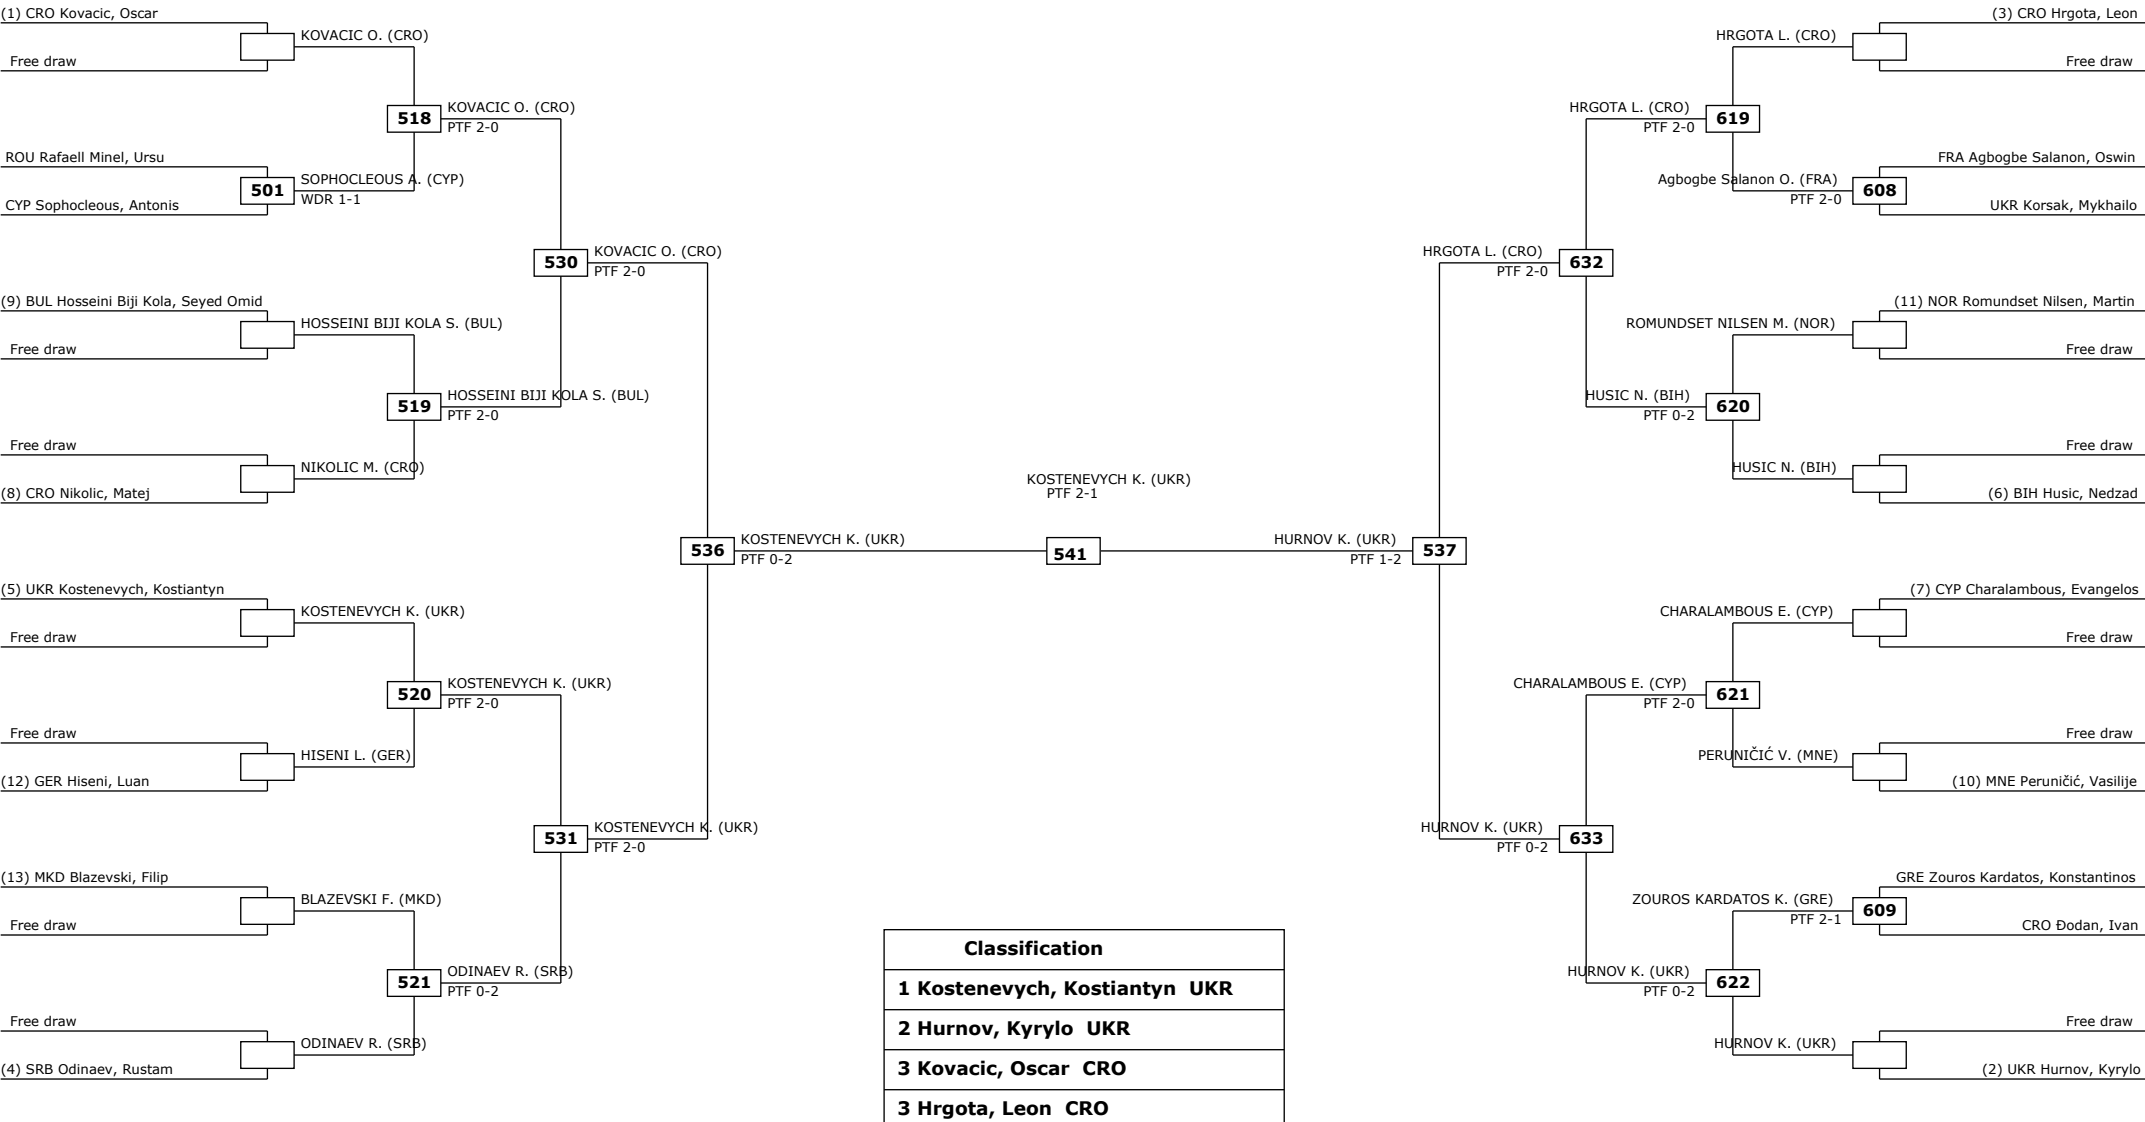 (1) CRO Kovacic, Oscar
Free draw
KOVACIC O. (CRO)
518
KOVACIC O. (CRO)
PTF 2-0
ROU Rafaell Minel, Ursu
CYP Sophocleous, Antonis
501
SOPHOCLEOUS A. (CYP)
WDR 1-1
530
KOVACIC O. (CRO)
PTF 2-0
(9) BUL Hosseini Biji Kola, Seyed Omid
Free draw
HOSSEINI BIJI KOLA S. (BUL)
519
HOSSEINI BIJI KOLA S. (BUL)
PTF 2-0
Free draw
(8) CRO Nikolic, Matej
NIKOLIC M. (CRO)
536
KOSTENEVYCH K. (UKR)
PTF 0-2
(5) UKR Kostenevych, Kostiantyn
Free draw
KOSTENEVYCH K. (UKR)
520
KOSTENEVYCH K. (UKR)
PTF 2-0
Free draw
(12) GER Hiseni, Luan
HISENI L. (GER)
531
KOSTENEVYCH K. (UKR)
PTF 2-0
(13) MKD Blazevski, Filip
Free draw
BLAZEVSKI F. (MKD)
521
ODINAEV R. (SRB)
PTF 0-2
Free draw
(4) SRB Odinaev, Rustam
ODINAEV R. (SRB)
KOSTENEVYCH K. (UKR)
PTF 2-1
541
(3) CRO Hrgota, Leon
Free draw
HRGOTA L. (CRO)
HRGOTA L. (CRO)
PTF 2-0
619
FRA Agbogbe Salanon, Oswin
UKR Korsak, Mykhailo
Agbogbe Salanon O. (FRA)
PTF 2-0
608
HRGOTA L. (CRO)
PTF 2-0
632
(11) NOR Romundset Nilsen, Martin
Free draw
ROMUNDSET NILSEN M. (NOR)
HUSIC N. (BIH)
PTF 0-2
620
Free draw
(6) BIH Husic, Nedzad
HUSIC N. (BIH)
HURNOV K. (UKR)
PTF 1-2
537
(7) CYP Charalambous, Evangelos
Free draw
CHARALAMBOUS E. (CYP)
CHARALAMBOUS E. (CYP)
PTF 2-0
621
Free draw
(10) MNE Peruničić, Vasilije
PERUNIČIĆ V. (MNE)
HURNOV K. (UKR)
PTF 0-2
633
GRE Zouros Kardatos, Konstantinos
CRO Đodan, Ivan
ZOUROS KARDATOS K. (GRE)
PTF 2-1
609
HURNOV K. (UKR)
PTF 0-2
622
Free draw
(2) UKR Hurnov, Kyrylo
HURNOV K. (UKR)
Classification
1 Kostenevych, Kostiantyn UKR
2 Hurnov, Kyrylo UKR
3 Kovacic, Oscar CRO
3 Hrgota, Leon CRO